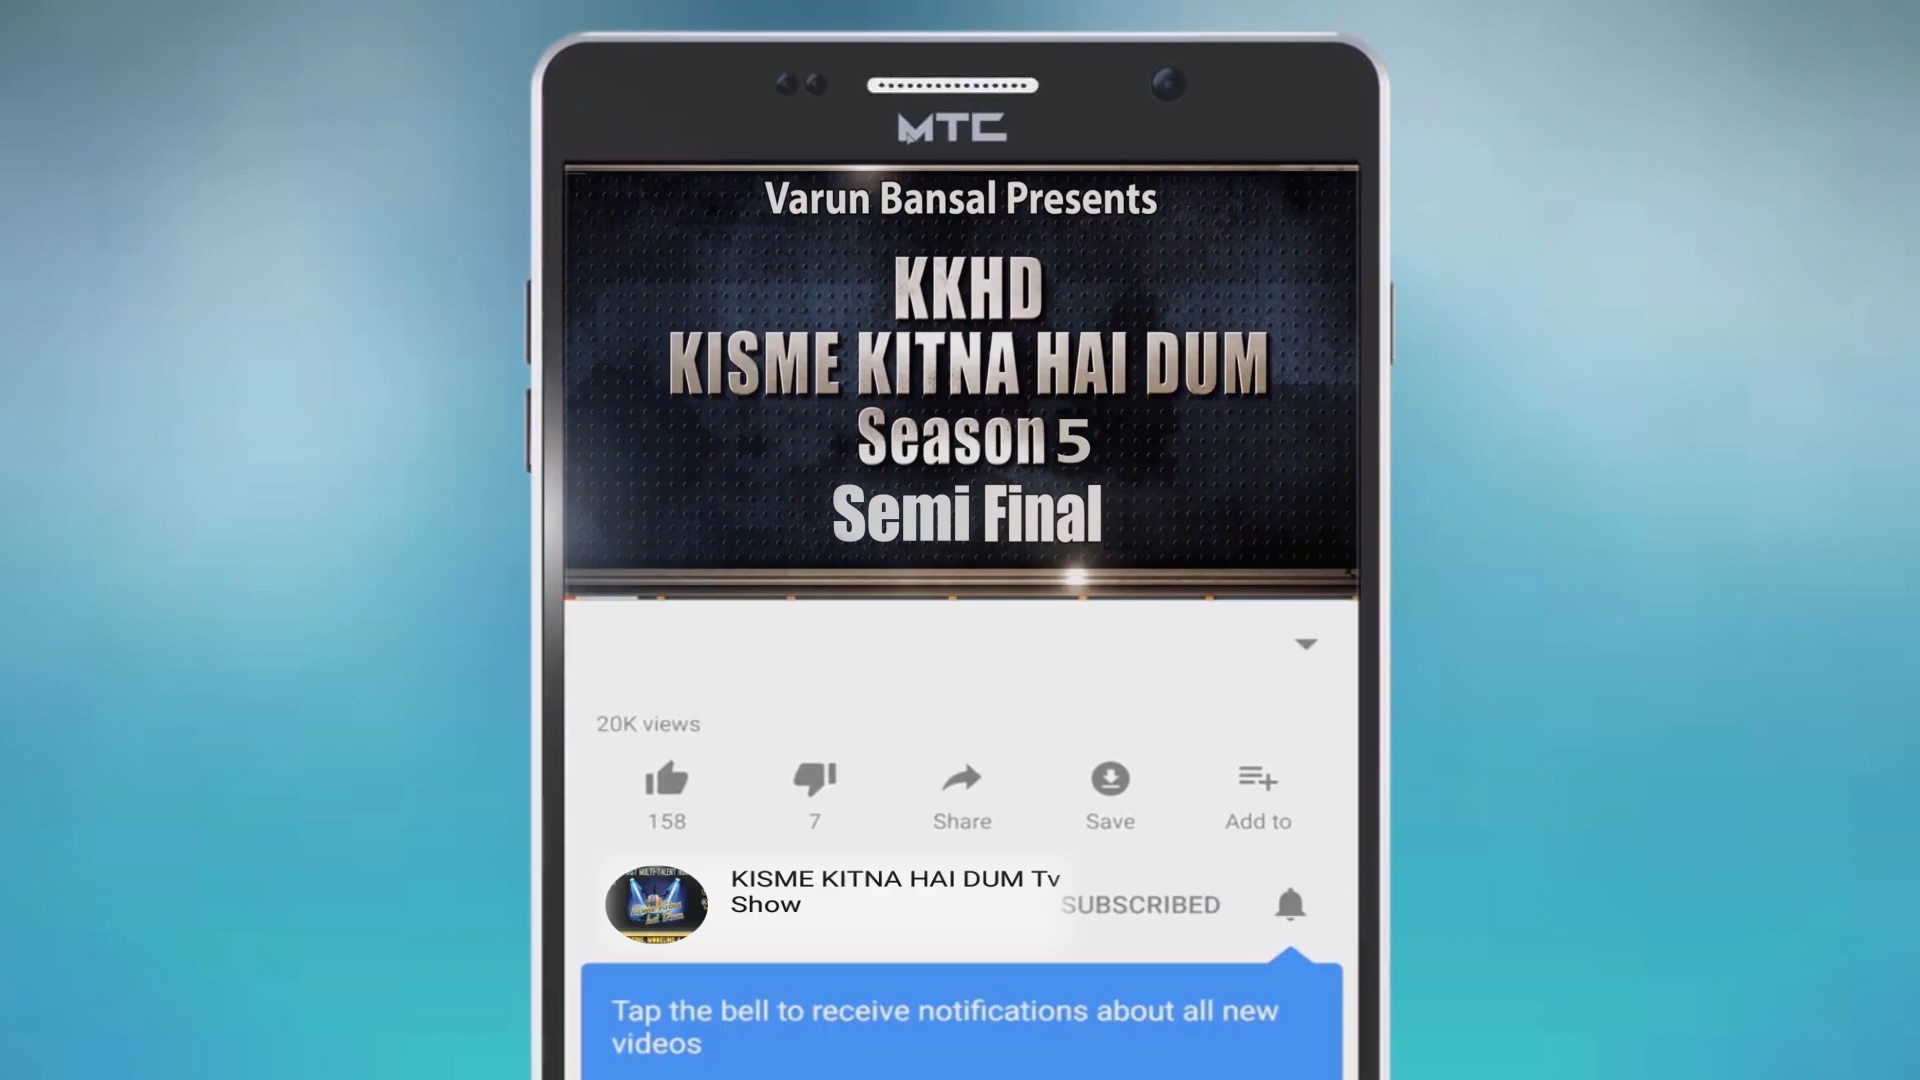 MTC
Varun Bansal Presents
KKHD
KISME KITNA HAI DUM
Season 5
Semi Final
20K views
158
7
Share
Save
Add to
KISME KITNA HAI DUM Tv
Show
SUBSCRIBED
Tap the bell to receive notifications about all new
videos